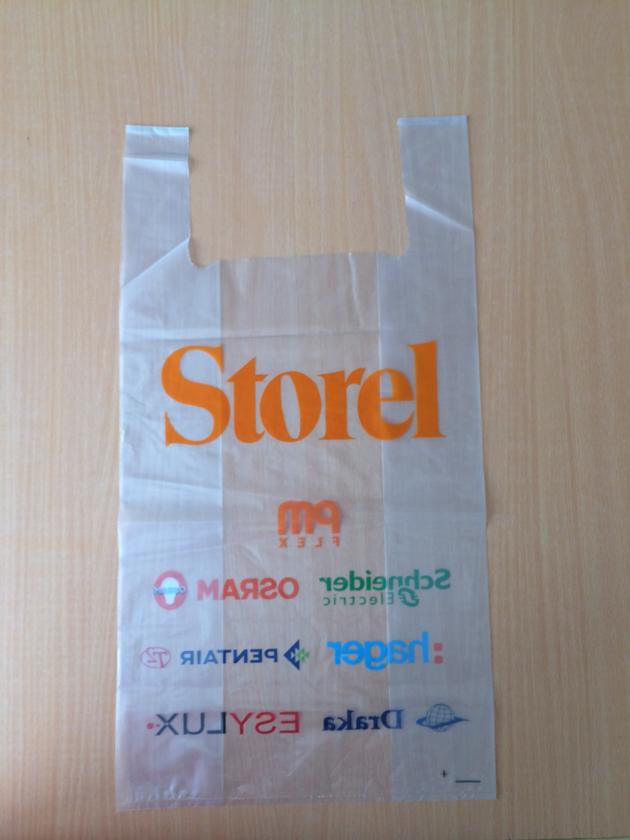 Storel
pm
FLEX
OSRAM Schneider
Electric
PENTAIR :hager
ESYLUX Draka